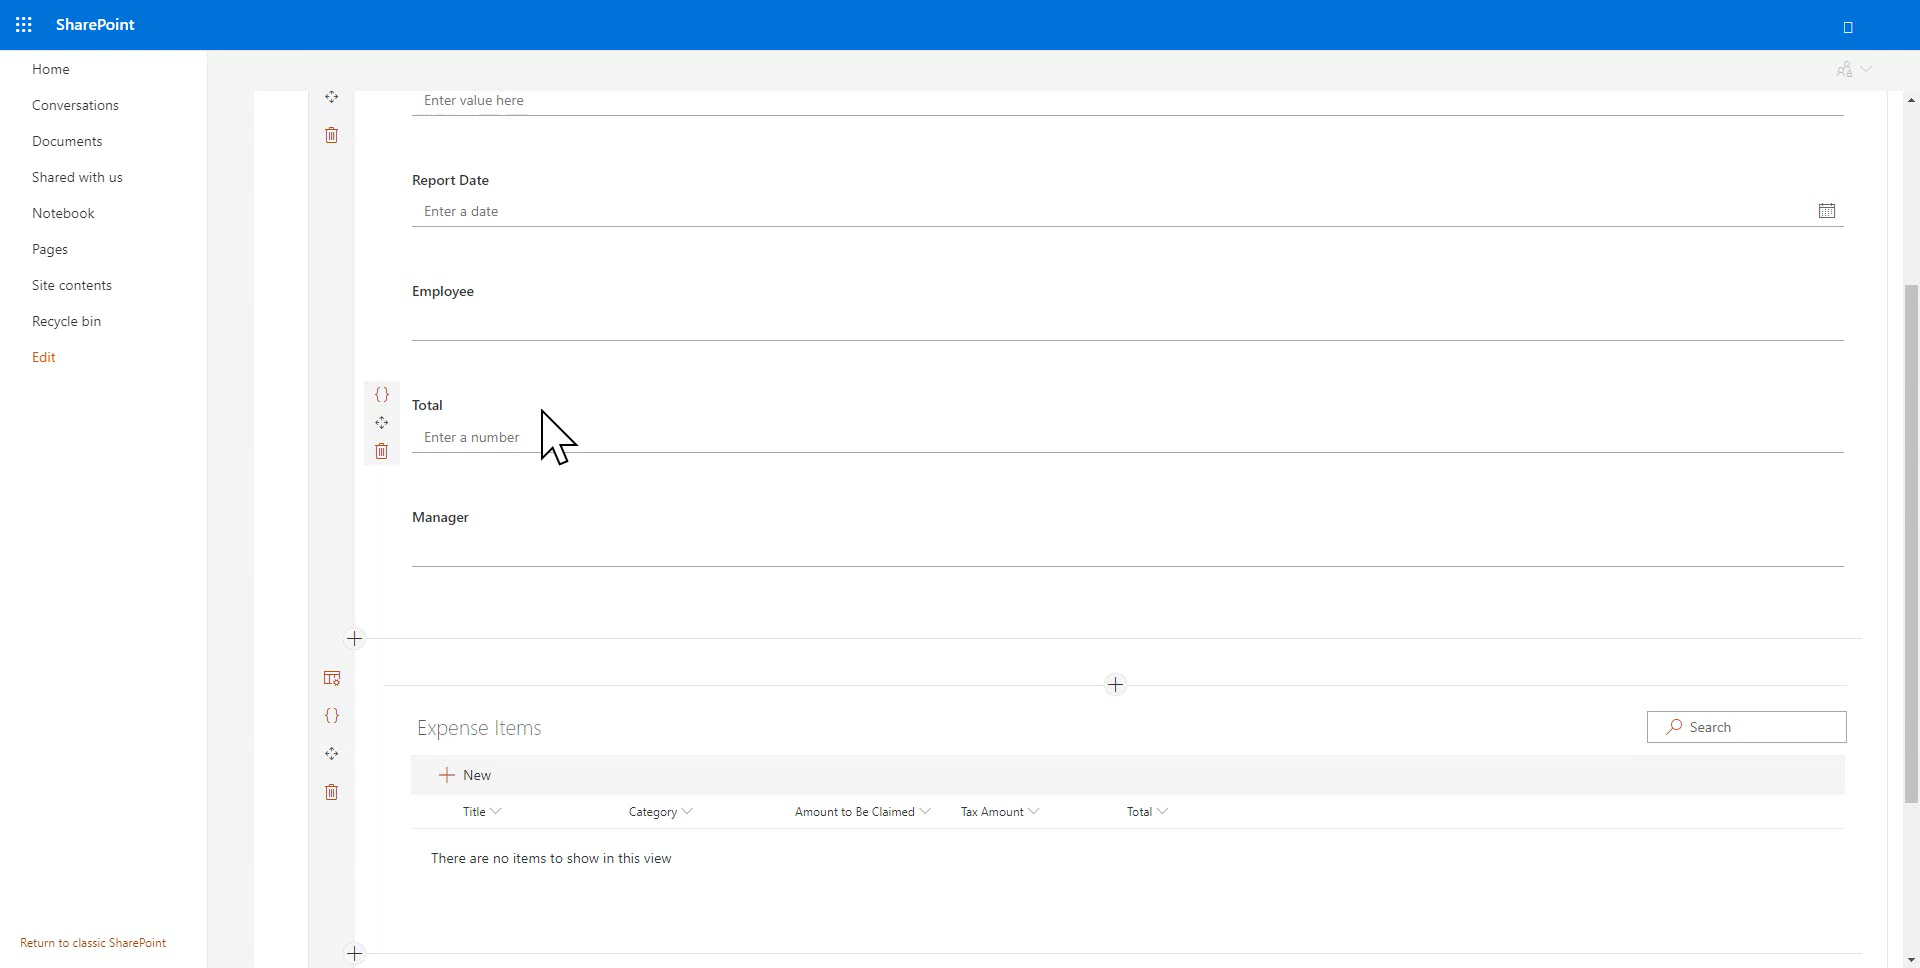 SharePoint
Home
Conversations
Documents
Shared with us
Notebook
Pages
Site contents
Recycle bin
Edit
Return to classic SharePoint
Enter value here
Report Date
Enter a date
Employee
{}
Total
Enter a number
Manager
{}
Expense Items
Search
New
Title Category Amount to Be Claimed Tax Amount Total
There are no items to show in this view